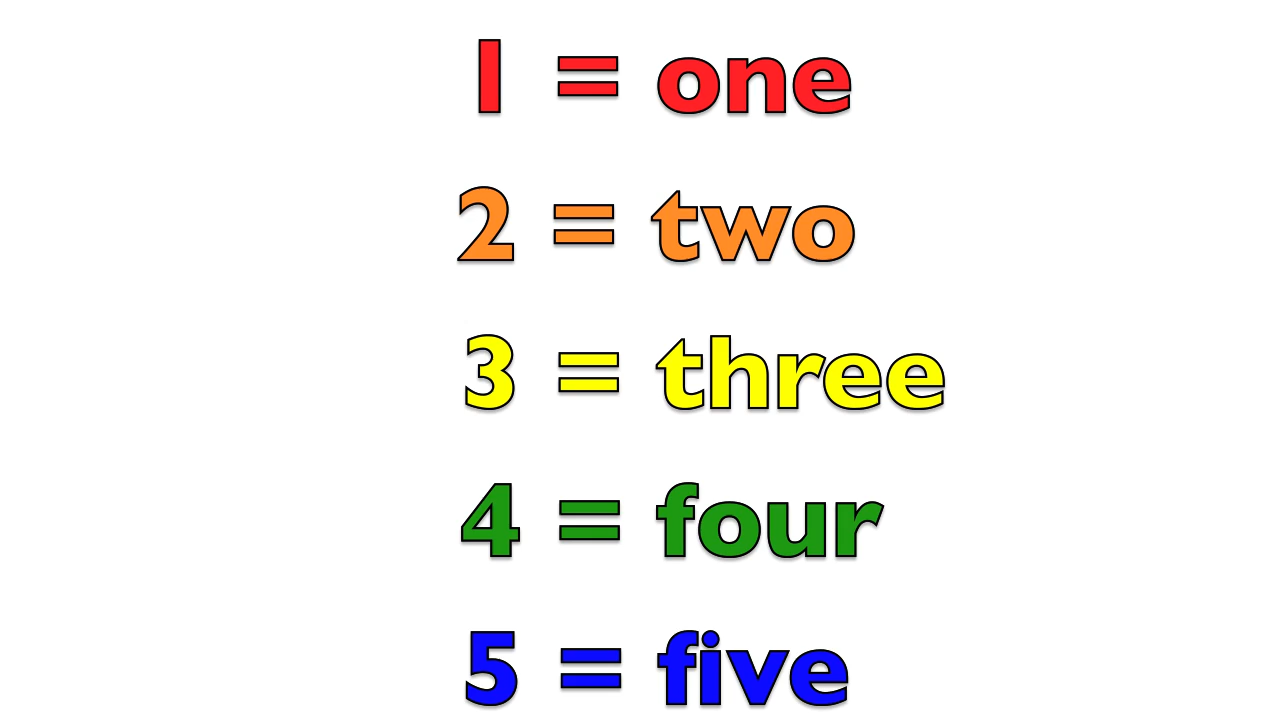 1 = one
2 = two
3 = three
4 = four
5 = five